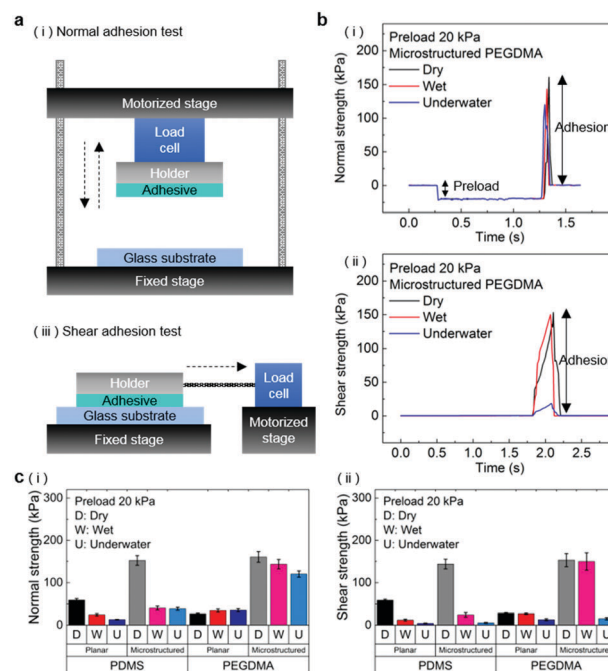 a
( i ) Normal adhesion test
Motorized stage
Load
cell
Holder
Adhesive
Glass substrate
Fixed stage
(iii) Shear adhesion test
Holder
Adhesive
Glass substrate
Fixed stage
Load
cell
Motorized
stage
b
( i )
Normal strength (kPa)
200
150
100
50
0
-50
Preload 20 kPa
Microstructured PEGDMA
Dry
Wet
Underwater
Adhesion
Preload
0.0 0.5 1.0 1.5
Time (s)
( ii )
Shear strength (kPa)
200
150
100
50
0
Preload 20 kPa
Microstructured PEGDMA
Dry
Wet
Underwater
Adhesion
0.0 0.5 1.0 1.5 2.0 2.5
Time (s)
c ( i )
Normal strength (kPa)
300
200
100
0
Preload 20 kPa
D: Dry
W: Wet
U: Underwater
D W U D W U D W U D W U
Planar Microstructured Planar Microstructured
PDMS PEGDMA
( ii )
Shear strength (kPa)
300
200
100
0
Preload 20 kPa
D: Dry
W: Wet
U: Underwater
D W U D W U D W U D W U
Planar Microstructured Planar Microstructured
PDMS PEGDMA